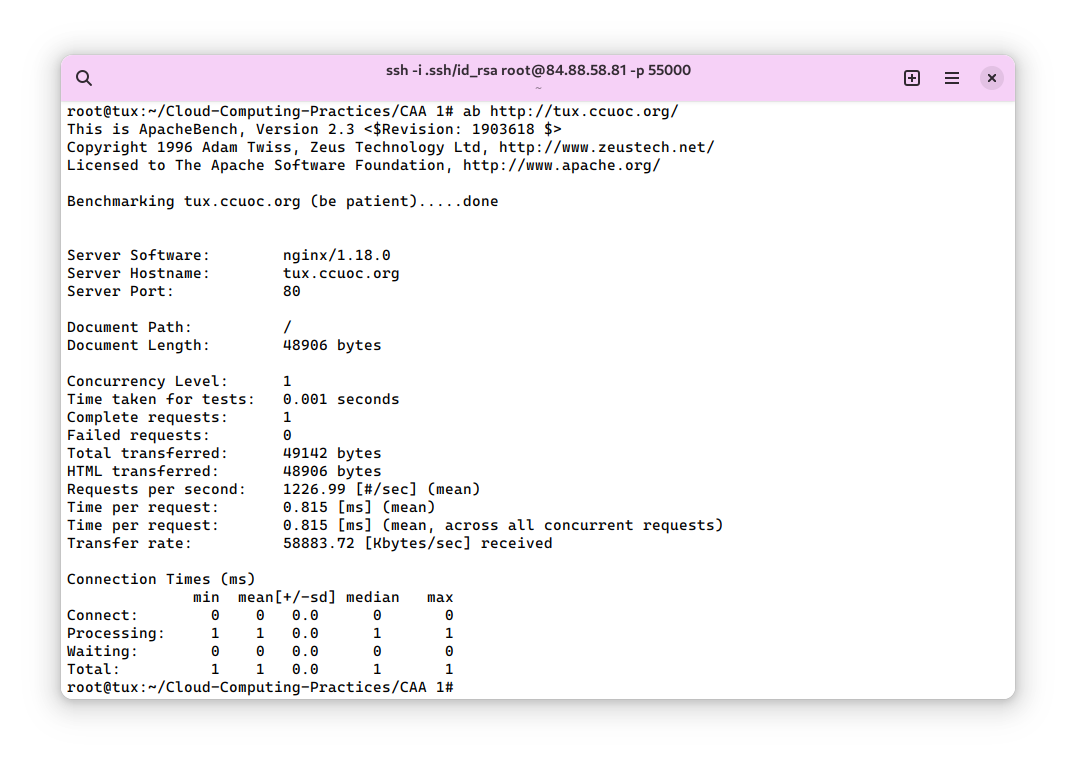 ssh -i .ssh/id_rsa root@84.88.58.81 -p 55000
~
root@tux:~/Cloud-Computing-Practices/CAA 1# ab http://tux.ccuoc.org/
This is ApacheBench, Version 2.3 <$Revision: 1903618 $>
Copyright 1996 Adam Twiss, Zeus Technology Ltd, http://www.zeustech.net/
Licensed to The Apache Software Foundation, http://www.apache.org/

Benchmarking tux.ccuoc.org (be patient).....done


Server Software:        nginx/1.18.0
Server Hostname:        tux.ccuoc.org
Server Port:            80

Document Path:          /
Document Length:        48906 bytes

Concurrency Level:      1
Time taken for tests:   0.001 seconds
Complete requests:      1
Failed requests:        0
Total transferred:      49142 bytes
HTML transferred:       48906 bytes
Requests per second:    1226.99 [#/sec] (mean)
Time per request:       0.815 [ms] (mean)
Time per request:       0.815 [ms] (mean, across all concurrent requests)
Transfer rate:          58883.72 [Kbytes/sec] received

Connection Times (ms)
              min  mean[+/-sd] median   max
Connect:        0    0   0.0      0       0
Processing:     1    1   0.0      1       1
Waiting:        0    0   0.0      0       0
Total:          1    1   0.0      1       1
root@tux:~/Cloud-Computing-Practices/CAA 1#